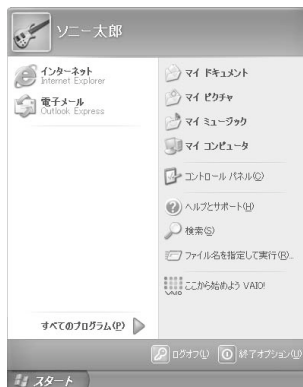 ソニー太郎
インターネット
Internet Explorer
電子メール
Outlook Express
すべてのプログラム(P)
マイ ドキュメント
マイ ピクチャ
マイ ミュージック
マイ コンピュータ
コントロール パネル(C)
ヘルプとサポート(H)
検索(S)
ファイル名を指定して実行(R)...
ここから始めよう VAIO!
VAIO
ログオフ(L)
終了オプション(U)
スタート